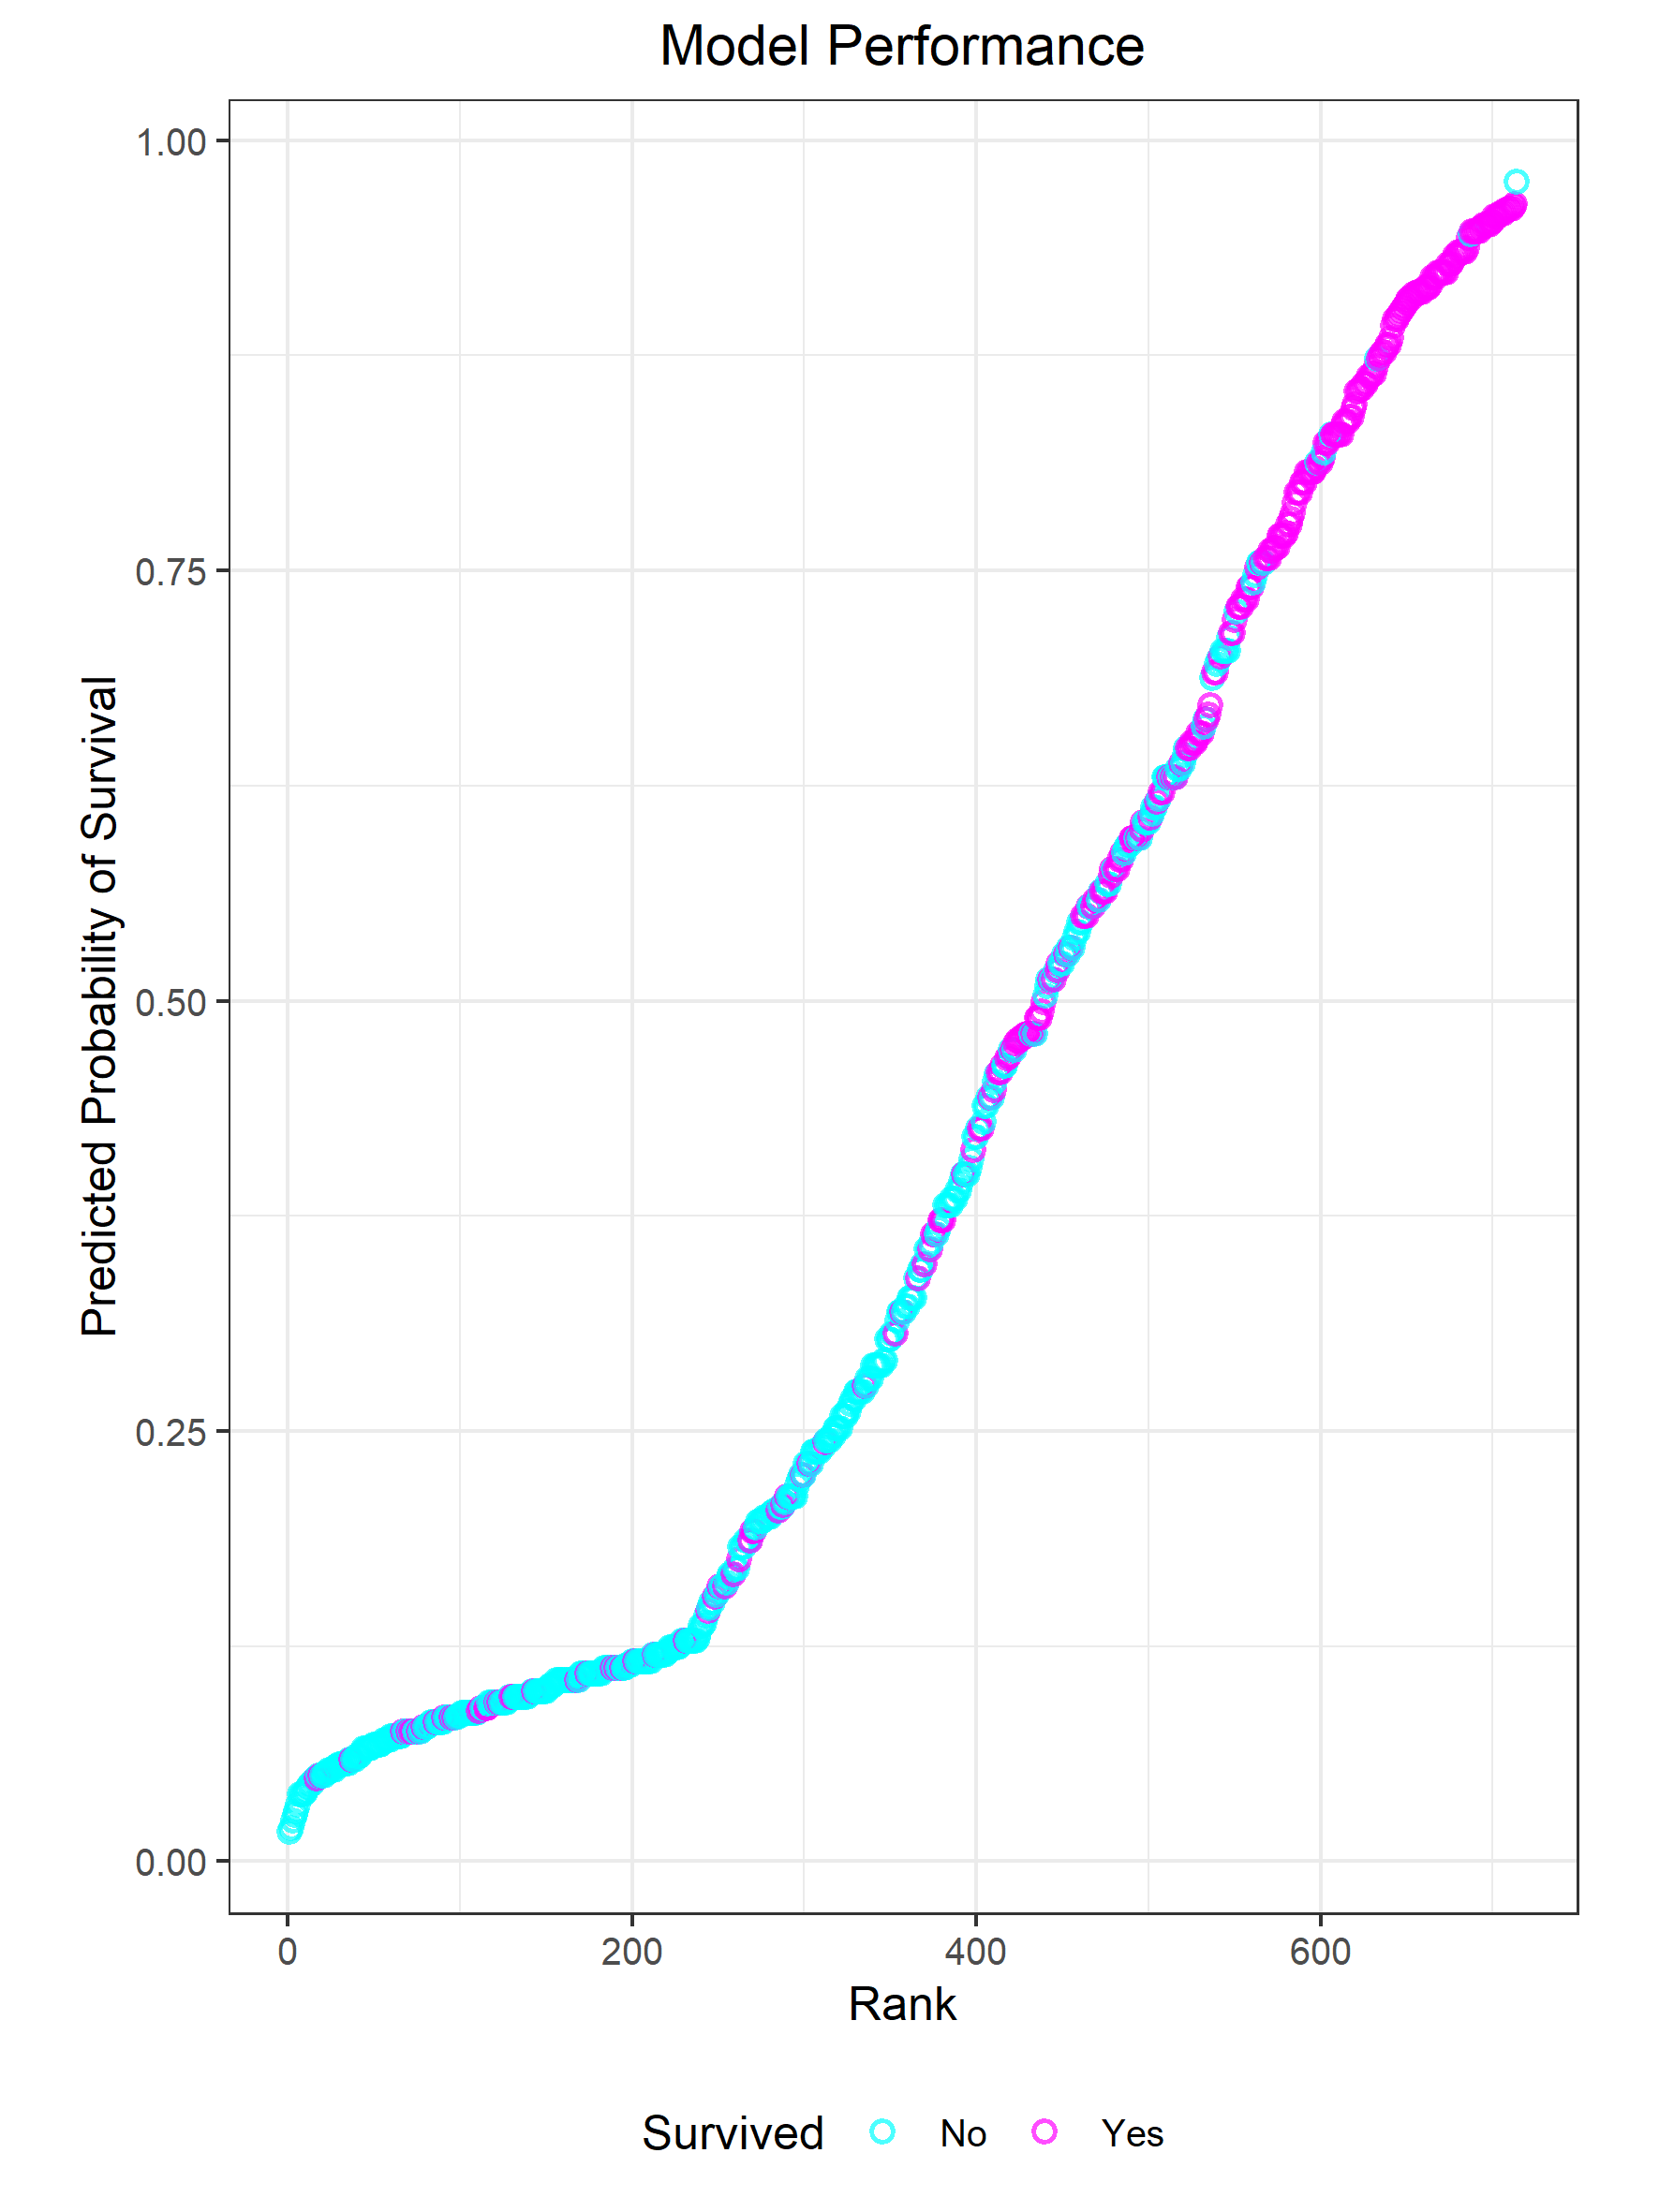 Model Performance
1.00
0.75
0.50
0.25
0.00
Predicted Probability of Survival
0 200 400 600
Rank
Survived No Yes